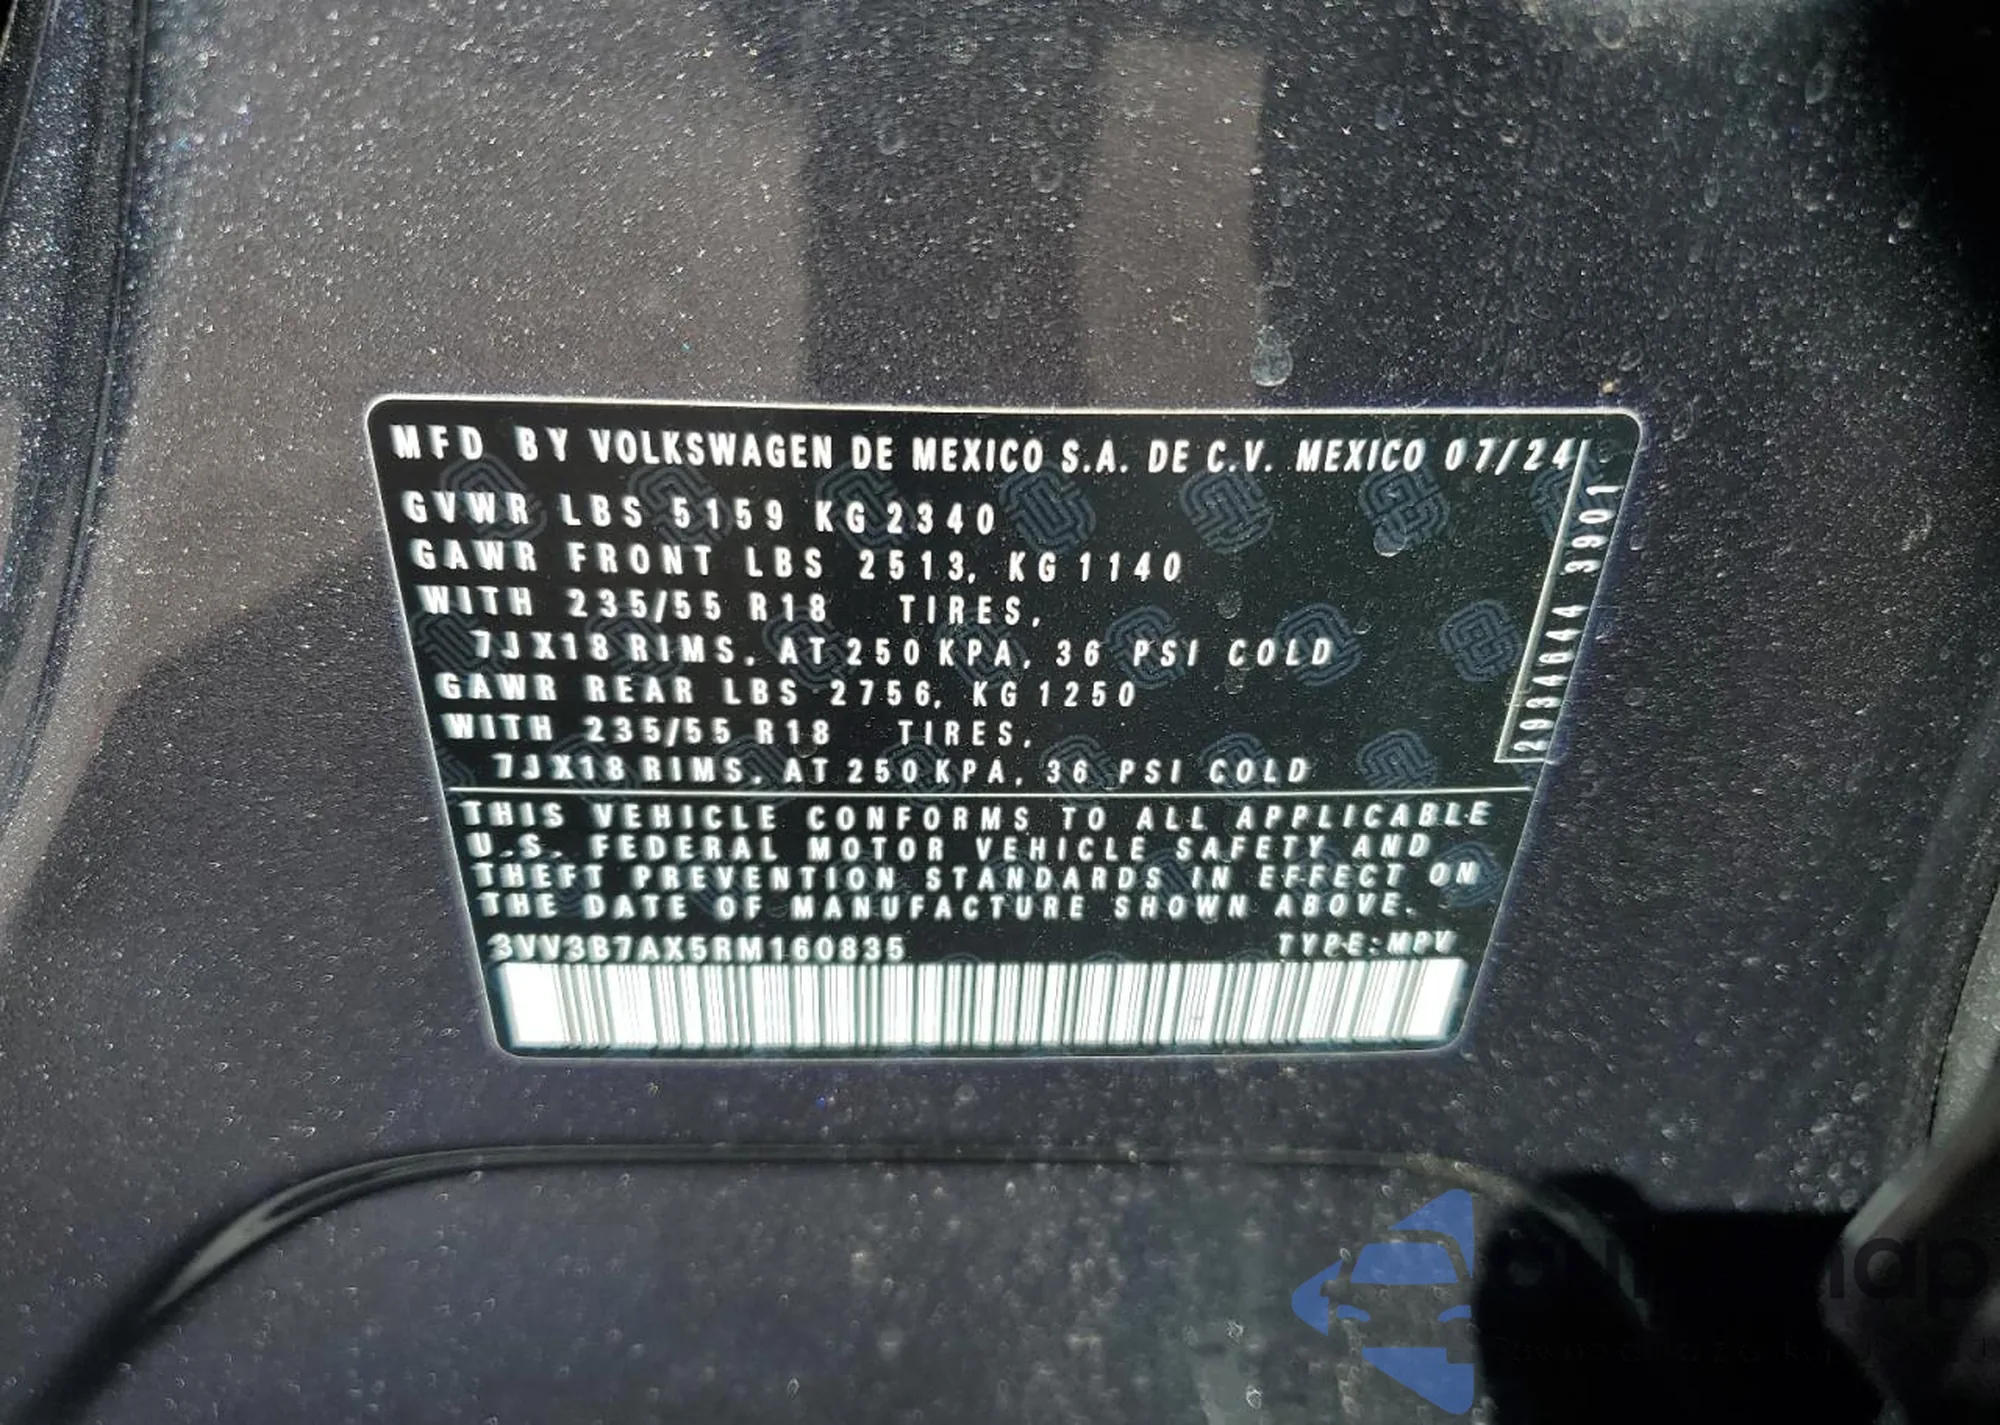 MFD BY VOLKSWAGEN DE MEXICO S.A. DE C.V. MEXICO 07/24
GVWR LBS 5159 KG 2340
GAWR FRONT LBS 2513, KG 1140
WITH 235/55 R18 TIRES,
7JX18 RIMS, AT 250 KPA, 36 PSI COLD
GAWR REAR LBS 2756, KG 1250
WITH 235/55 R18 TIRES,
7JX18 RIMS, AT 250 KPA, 36 PSI COLD
2934644 3901
THIS VEHICLE CONFORMS TO ALL APPLICABLE
U.S. FEDERAL MOTOR VEHICLE SAFETY AND
THEFT PREVENTION STANDARDS IN EFFECT ON
THE DATE OF MANUFACTURE SHOWN ABOVE.
3VV3B7AX5RM160835 TYPE:MPV